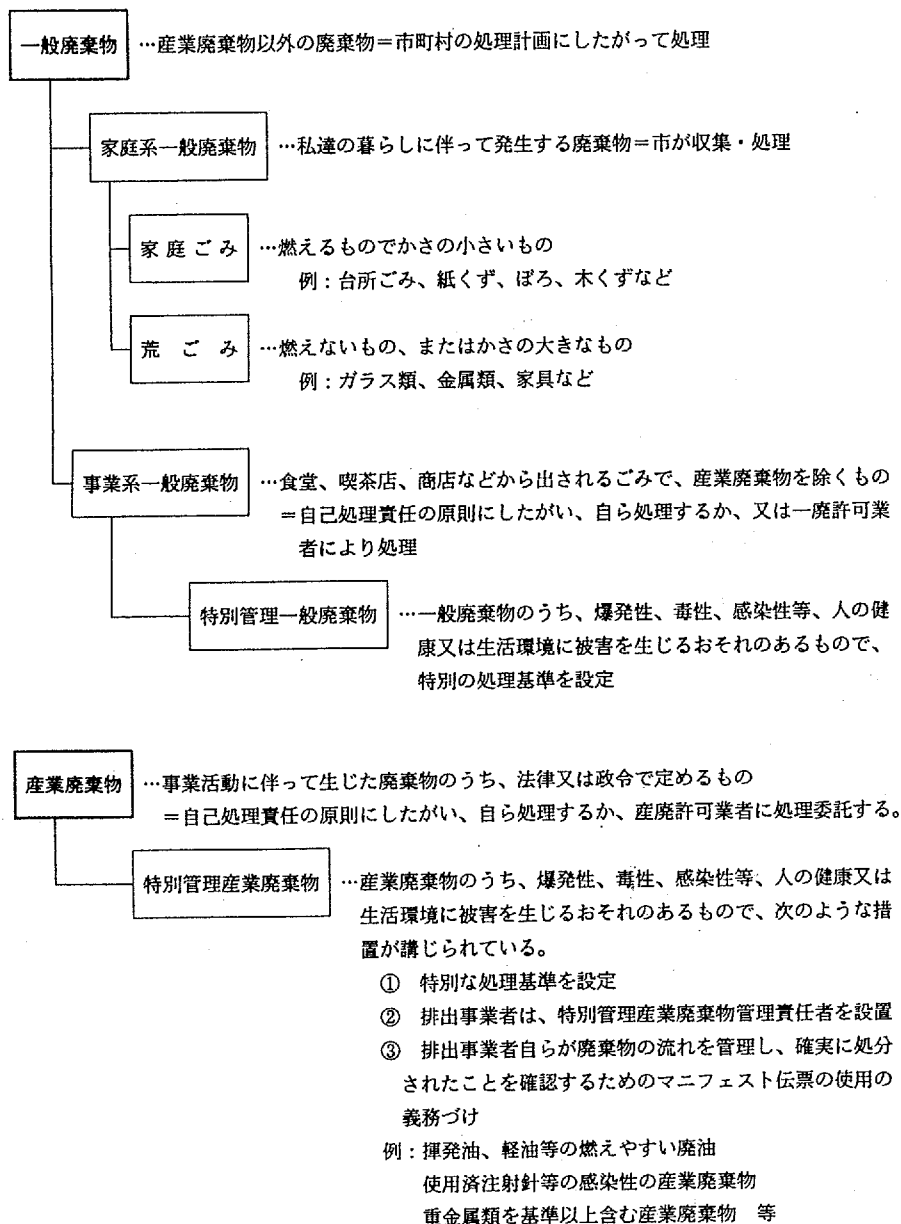 一般廃棄物 …産業廃棄物以外の廃棄物＝市町村の処理計画にしたがって処理
家庭系一般廃棄物 …私達の暮らしに伴って発生する廃棄物＝市が収集・処理
家庭ごみ …燃えるものでかさの小さいもの
例：台所ごみ、紙くず、ぼろ、木くずなど
荒ごみ …燃えないもの、またはかさの大きなもの
例：ガラス類、金属類、家具など
事業系一般廃棄物 …食堂、喫茶店、商店などから出されるごみで、産業廃棄物を除くもの
＝自己処理責任の原則にしたがい、自ら処理するか、又は一廃許可業
者により処理
特別管理一般廃棄物 …一般廃棄物のうち、爆発性、毒性、感染性等、人の健
康又は生活環境に被害を生じるおそれのあるもので、
特別の処理基準を設定
産業廃棄物 …事業活動に伴って生じた廃棄物のうち、法律又は政令で定めるもの
＝自己処理責任の原則にしたがい、自ら処理するか、産廃許可業者に処理委託する。
特別管理産業廃棄物 …産業廃棄物のうち、爆発性、毒性、感染性等、人の健康又は
生活環境に被害を生じるおそれのあるもので、次のような措
置が講じられている。
① 特別な処理基準を設定
② 排出事業者は、特別管理産業廃棄物管理責任者を設置
③ 排出事業者自らが廃棄物の流れを管理し、確実に処分
されたことを確認するためのマニフェスト伝票の使用の
義務づけ
例：揮発油、軽油等の燃えやすい廃油
使用済注射針等の感染性の産業廃棄物
重金属類を基準以上含む産業廃棄物 等